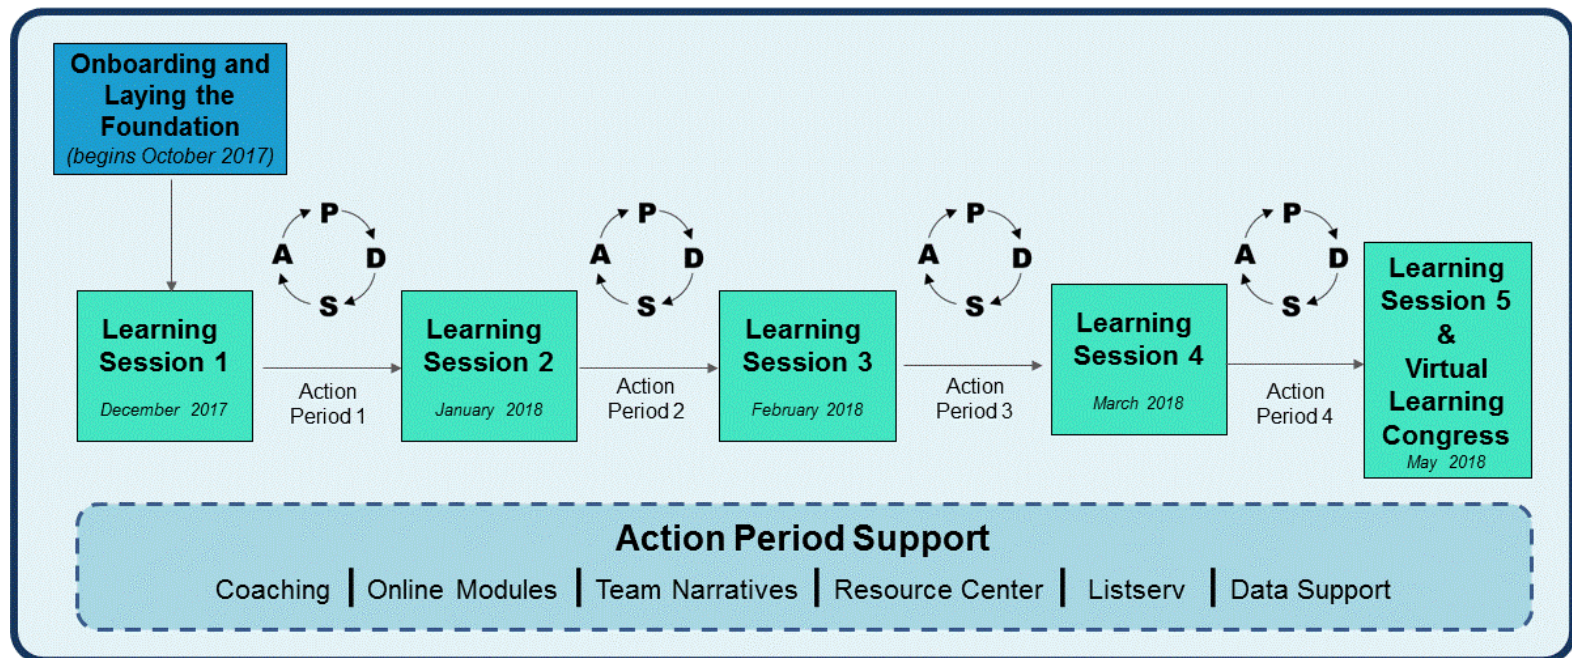 Onboarding and
Laying the
Foundation
(begins October 2017)
P
A
D
S
P
A
D
S
P
A
D
S
P
A
D
S
Learning
Session 1
December 2017
Action
Period 1
Learning
Session 2
January 2018
Action
Period 2
Learning
Session 3
February 2018
Action
Period 3
Learning
Session 4
March 2018
Action
Period 4
Learning
Session 5
&
Virtual
Learning
Congress
May 2018
Action Period Support
Coaching | Online Modules | Team Narratives | Resource Center | Listserv | Data Support